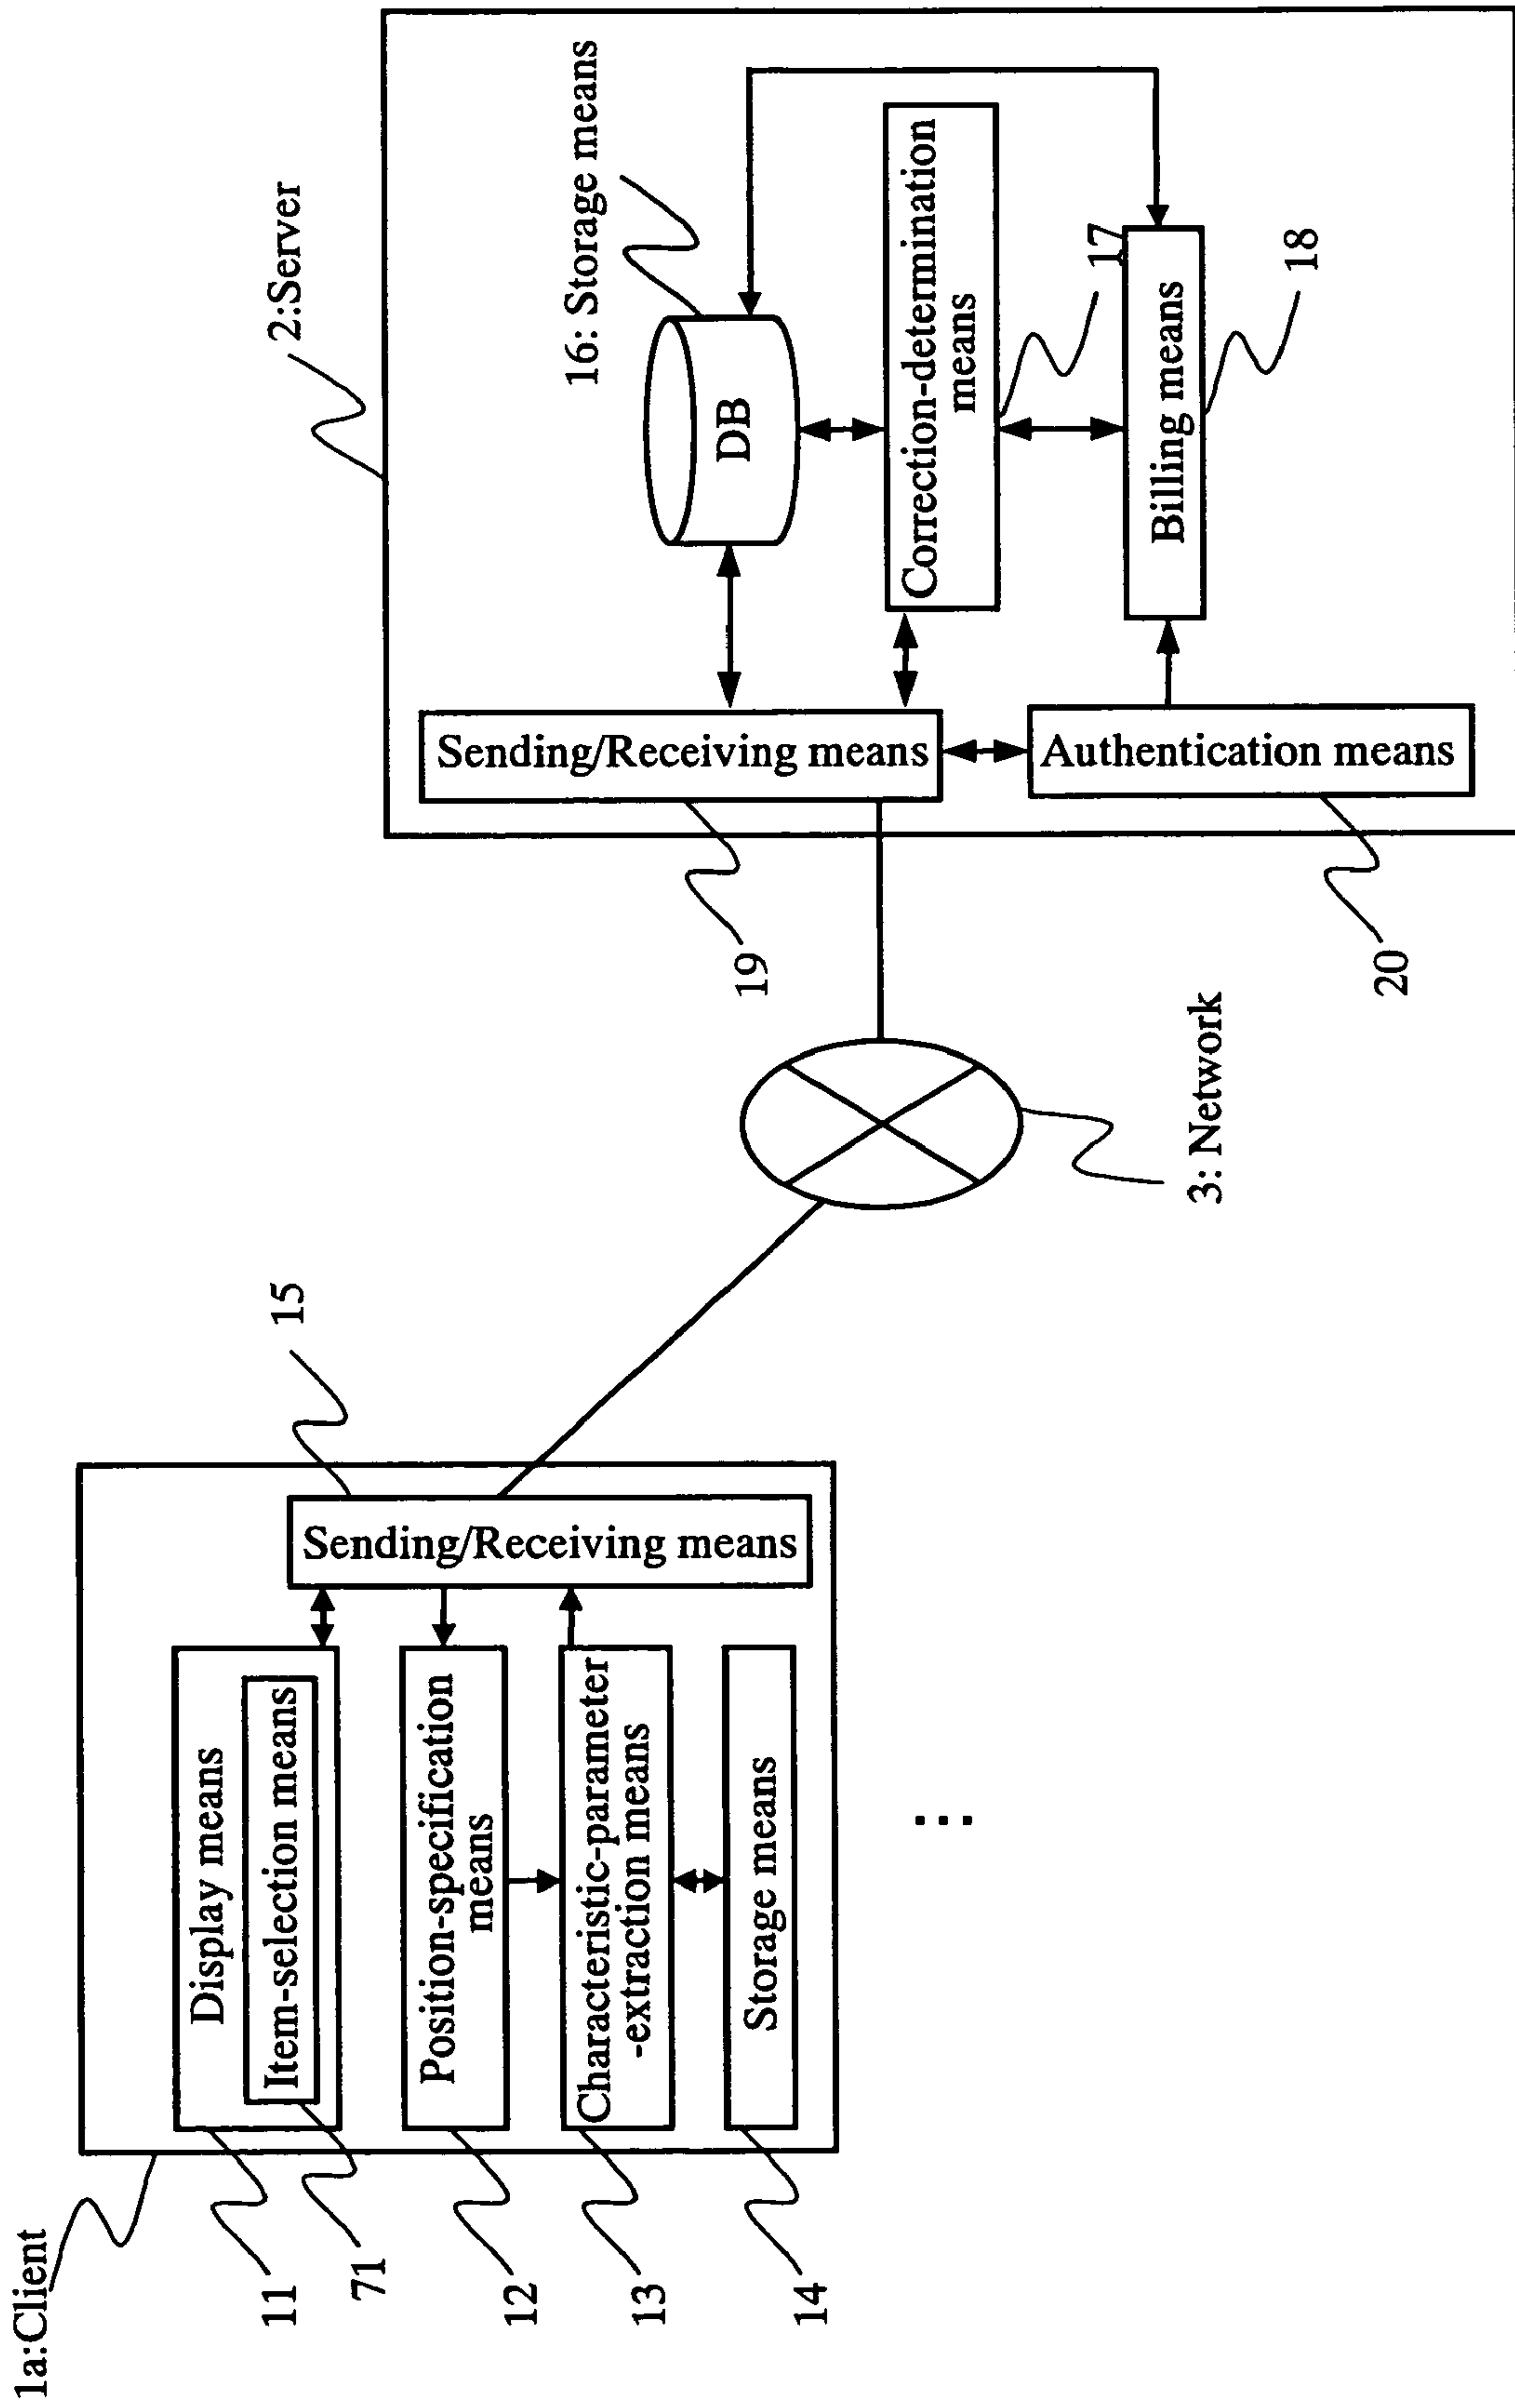 1a:Client
11
Display means
Item-selection means
71
12
Position-specification
means
13
Characteristic-parameter
-extraction means
14
Storage means
Sending/Receiving means
15
...
3: Network
2:Server
16: Storage means
DB
Correction-determination
means
17
Billing means
18
Sending/Receiving means
19
Authentication means
20